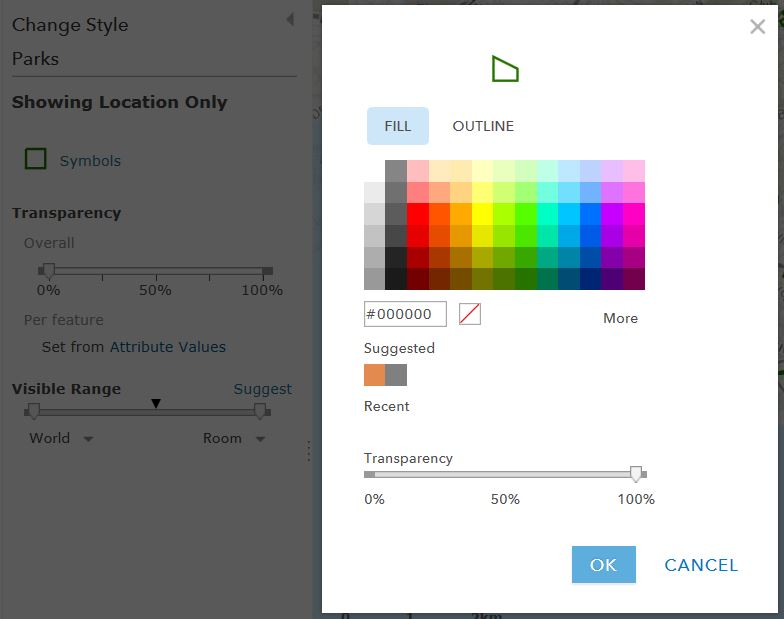 Change Style
Parks
Showing Location Only
Symbols
Transparency
Overall
0% 50% 100%
Per feature
Set from Attribute Values
Visible Range Suggest
World Room
FILL OUTLINE
#000000
More
Suggested
Recent
Transparency
0% 50% 100%
OK CANCEL